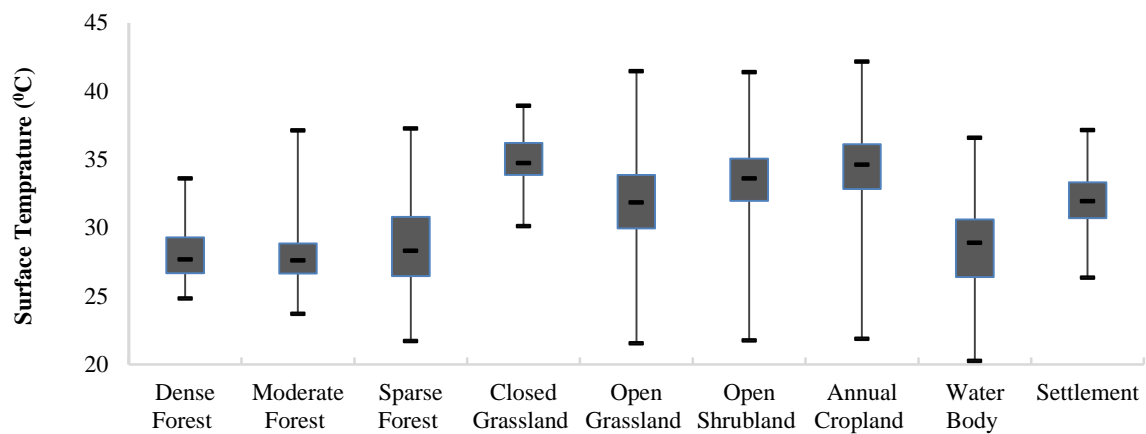 Surface Temprature (⁰C)
45
40
35
30
25
20
Dense Moderate Sparse Closed Open Open Annual Water Settlement
Forest Forest Forest Grassland Grassland Shrubland Cropland Body